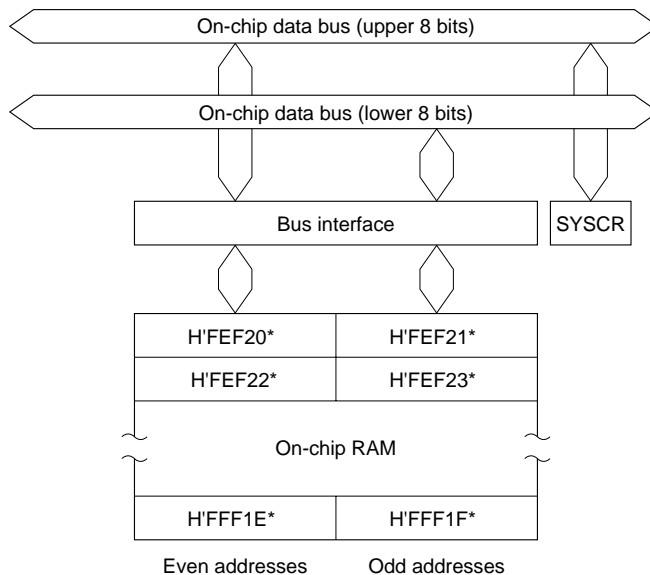 On-chip data bus (upper 8 bits)
On-chip data bus (lower 8 bits)
Bus interface
SYSCR
H'FEF20*
H'FEF21*
H'FEF22*
H'FEF23*
On-chip RAM
H'FFF1E*
H'FFF1F*
Even addresses
Odd addresses